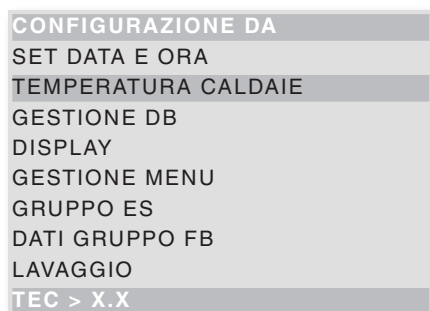 CONFIGURAZIONE DA
SET DATA E ORA
TEMPERATURA CALDAIE
GESTIONE DB
DISPLAY
GESTIONE MENU
GRUPPO ES
DATI GRUPPO FB
LAVAGGIO
TEC > X.X